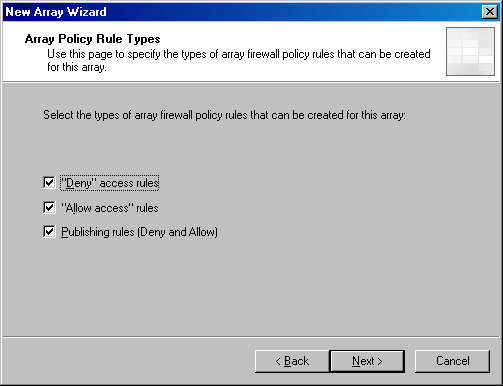 New Array Wizard
Array Policy Rule Types
Use this page to specify the types of array firewall policy rules that can be created
for this array.
Select the types of array firewall policy rules that can be created for this array:
"Deny" access rules
"Allow access" rules
Publishing rules (Deny and Allow)
< Back
Next >
Cancel